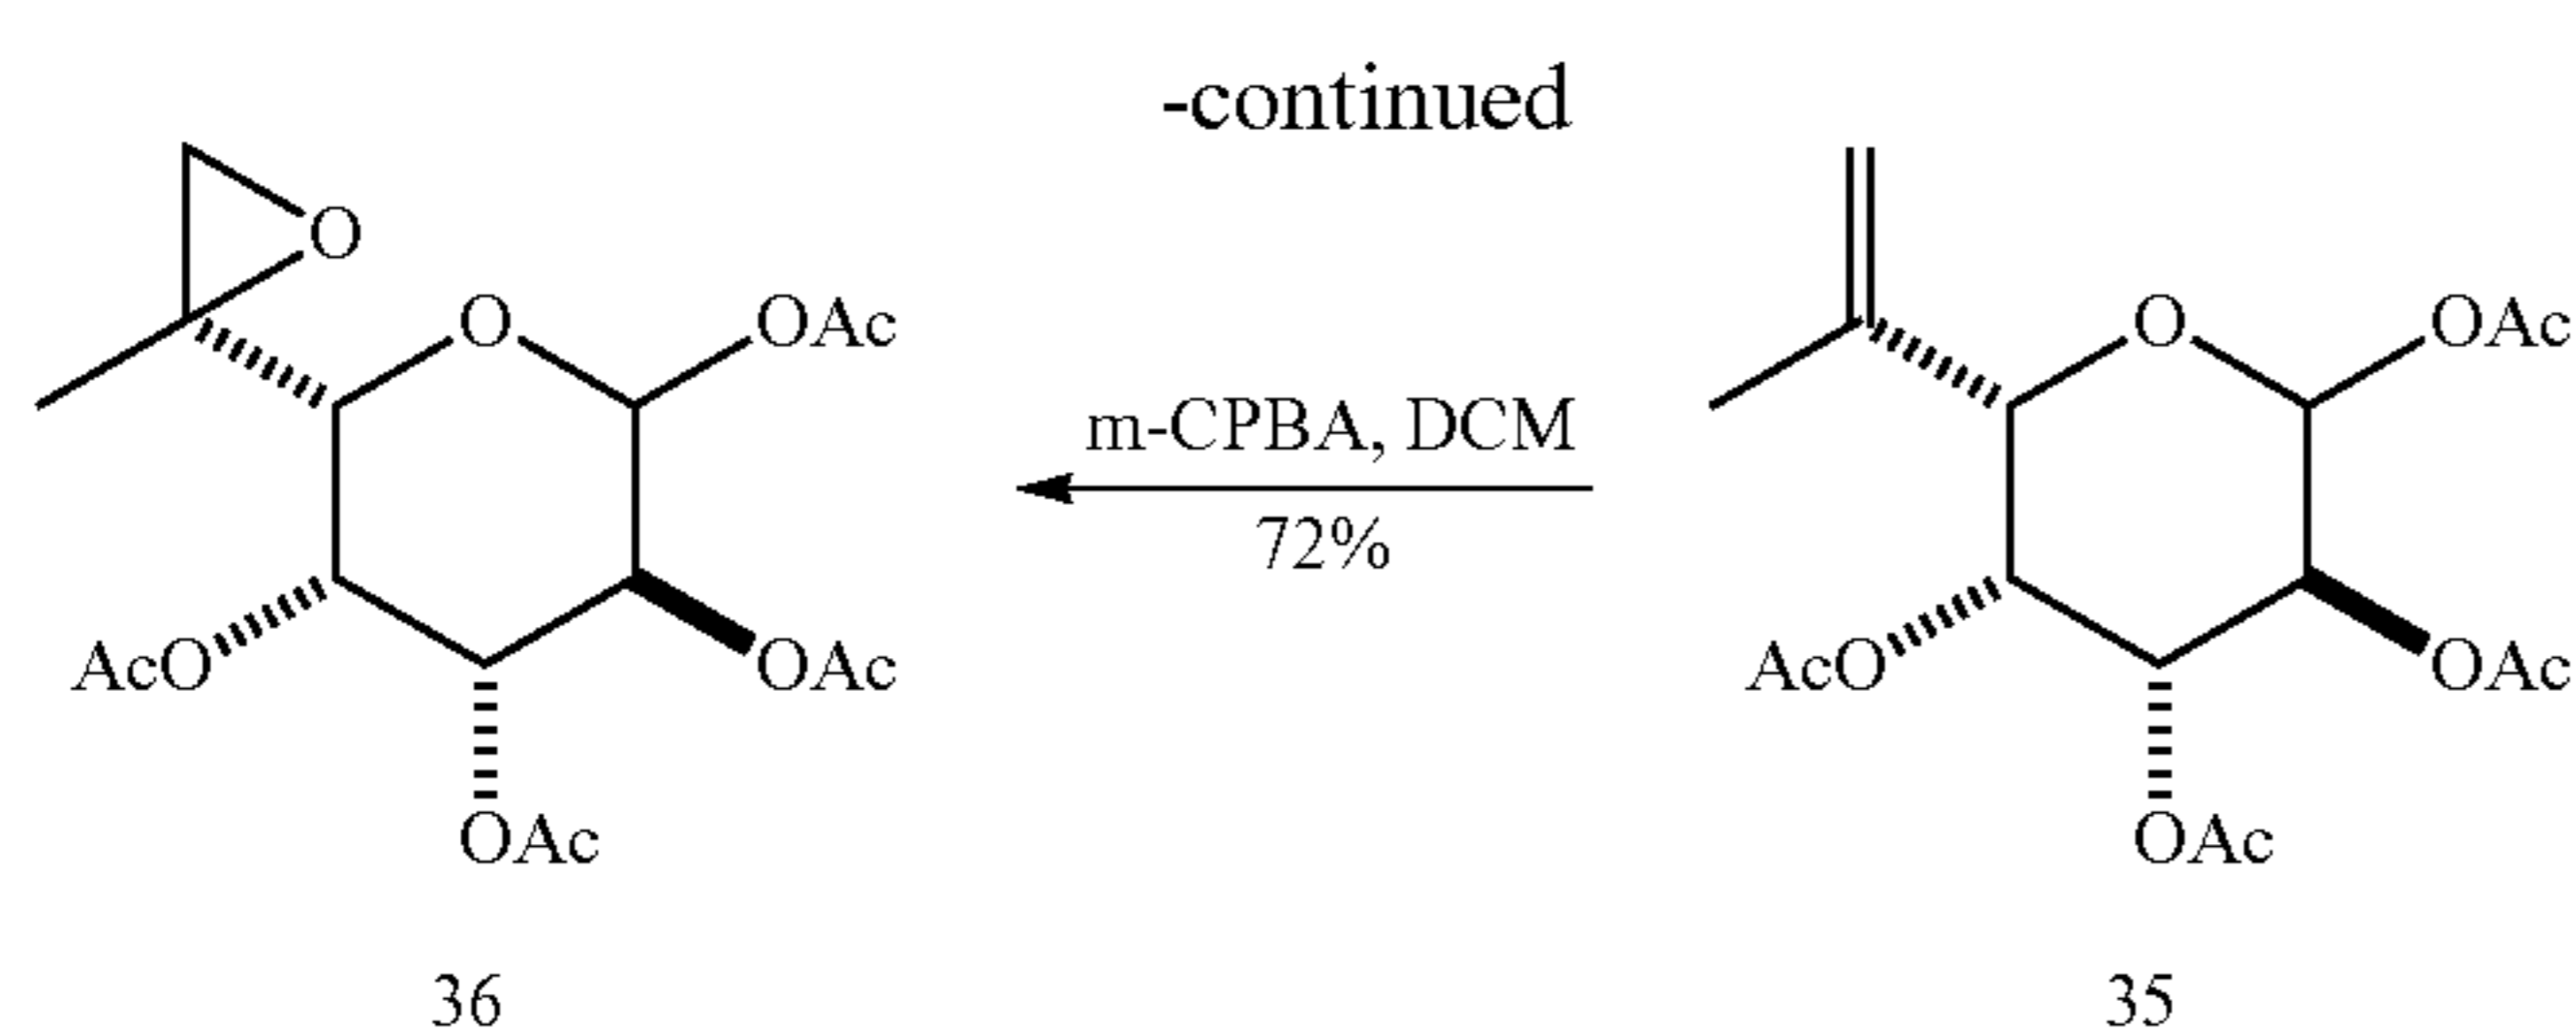 -continued
O
O
OAc
AcO
OAc
OAc
36
m-CPBA, DCM
72%
O
OAc
AcO
OAc
OAc
35